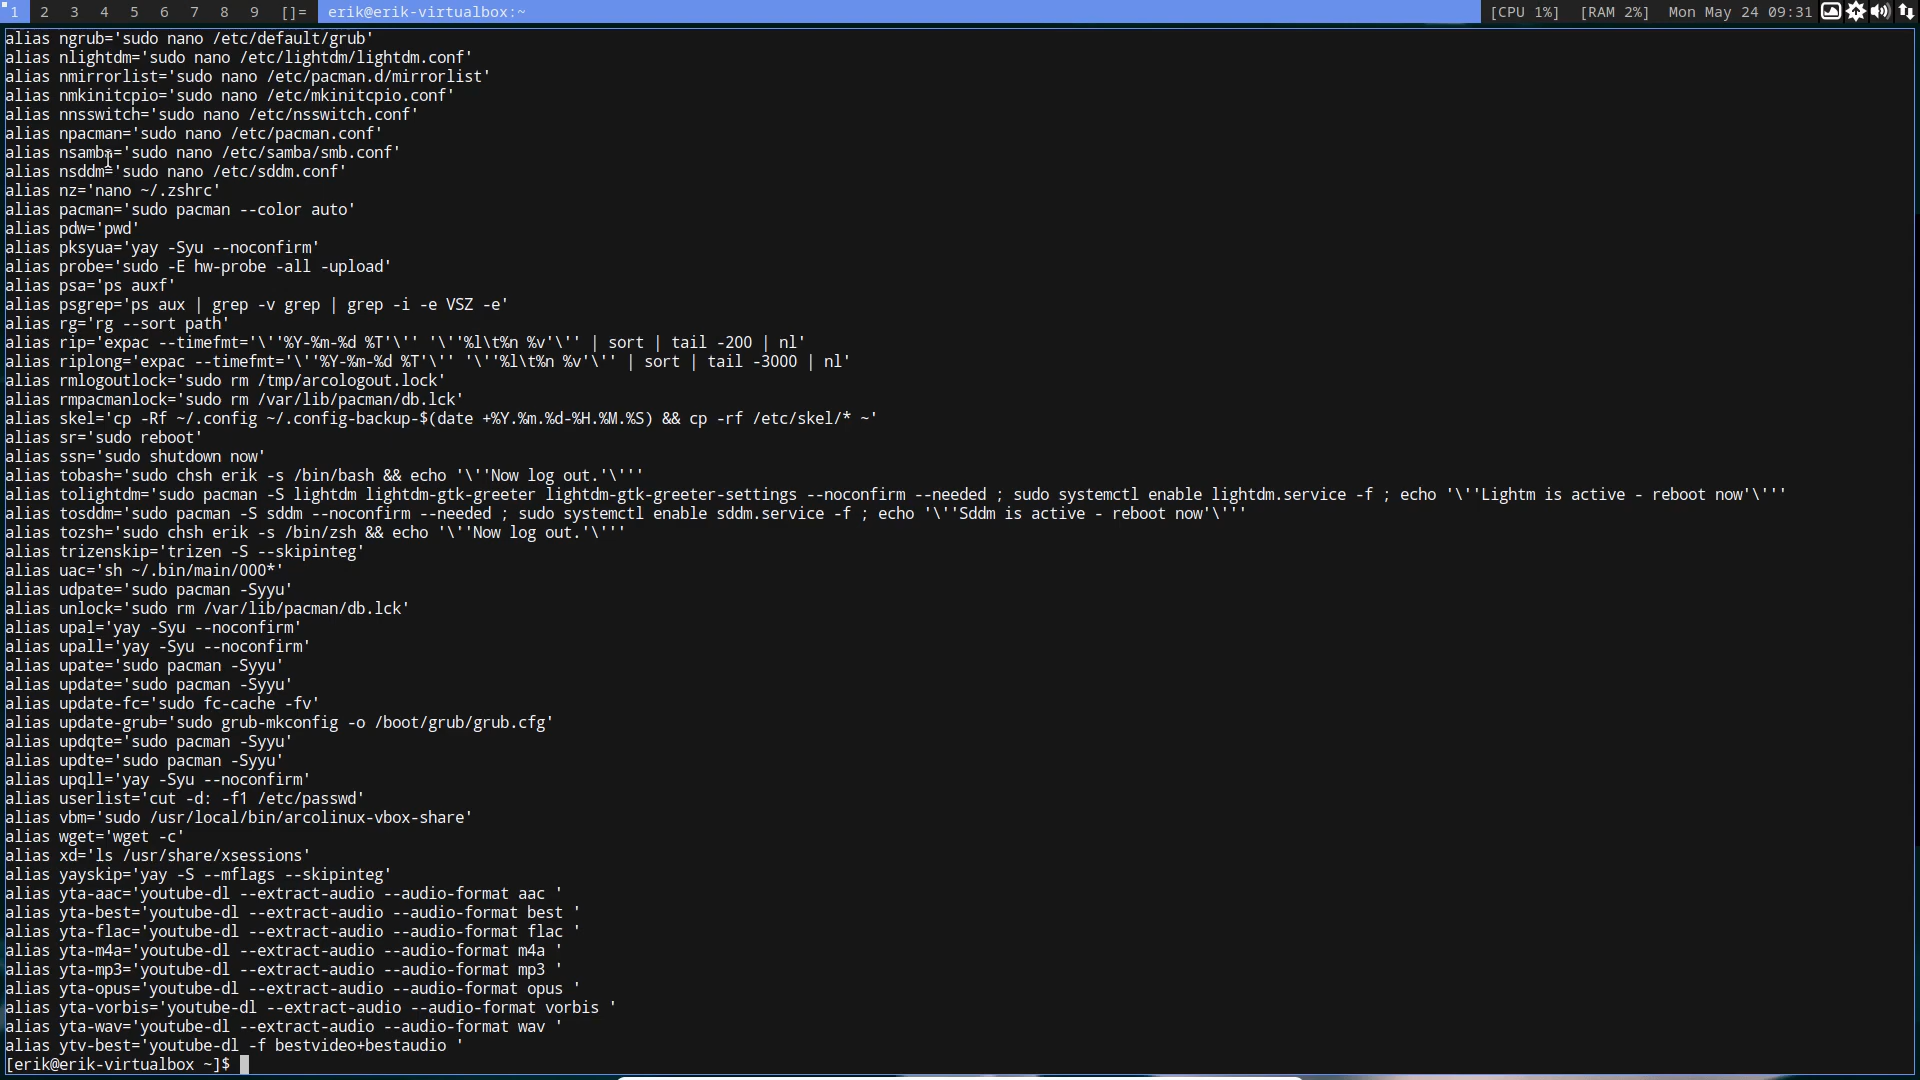 1 2 3 4 5 6 7 8 9 []= erik@erik-virtualbox:~ [CPU 1%] [RAM 2%] Mon May 24 09:31
alias ngrub='sudo nano /etc/default/grub'
alias nlightdm='sudo nano /etc/lightdm/lightdm.conf'
alias nmirrorlist='sudo nano /etc/pacman.d/mirrorlist'
alias nmkinitcpio='sudo nano /etc/mkinitcpio.conf'
alias nnsswitch='sudo nano /etc/nsswitch.conf'
alias npacman='sudo nano /etc/pacman.conf'
alias nsamba='sudo nano /etc/samba/smb.conf'
alias nsddm='sudo nano /etc/sddm.conf'
alias nz='nano ~/.zshrc'
alias pacman='sudo pacman --color auto'
alias pdw='pwd'
alias pksyua='yay -Syu --noconfirm'
alias probe='sudo -E hw-probe -all -upload'
alias psa='ps auxf'
alias psgrep='ps aux | grep -v grep | grep -i -e VSZ -e'
alias rg='rg --sort path'
alias rip='expac --timefmt='\''%Y-%m-%d %T'\'' '\''%l\t%n %v'\'' | sort | tail -200 | nl'
alias riplong='expac --timefmt='\''%Y-%m-%d %T'\'' '\''%l\t%n %v'\'' | sort | tail -3000 | nl'
alias rmlogoutlock='sudo rm /tmp/arcologout.lock'
alias rmpacmanlock='sudo rm /var/lib/pacman/db.lck'
alias skel='cp -Rf ~/.config ~/.config-backup-$(date +%Y.%m.%d-%H.%M.%S) && cp -rf /etc/skel/* ~'
alias sr='sudo reboot'
alias ssn='sudo shutdown now'
alias tobash='sudo chsh erik -s /bin/bash && echo '\''Now log out.'\'''
alias tolightdm='sudo pacman -S lightdm lightdm-gtk-greeter lightdm-gtk-greeter-settings --noconfirm --needed ; sudo systemctl enable lightdm.service -f ; echo '\''Lightm is active - reboot now'\'''
alias tosddm='sudo pacman -S sddm --noconfirm --needed ; sudo systemctl enable sddm.service -f ; echo '\''Sddm is active - reboot now'\'''
alias tozsh='sudo chsh erik -s /bin/zsh && echo '\''Now log out.'\'''
alias trizenskip='trizen -S --skipinteg'
alias uac='sh ~/.bin/main/000*'
alias udpate='sudo pacman -Syyu'
alias unlock='sudo rm /var/lib/pacman/db.lck'
alias upal='yay -Syu --noconfirm'
alias upall='yay -Syu --noconfirm'
alias upate='sudo pacman -Syyu'
alias update='sudo pacman -Syyu'
alias update-fc='sudo fc-cache -fv'
alias update-grub='sudo grub-mkconfig -o /boot/grub/grub.cfg'
alias updqte='sudo pacman -Syyu'
alias updte='sudo pacman -Syyu'
alias upqll='yay -Syu --noconfirm'
alias userlist='cut -d: -f1 /etc/passwd'
alias vbm='sudo /usr/local/bin/arcolinux-vbox-share'
alias wget='wget -c'
alias xd='ls /usr/share/xsessions'
alias yayskip='yay -S --mflags --skipinteg'
alias yta-aac='youtube-dl --extract-audio --audio-format aac '
alias yta-best='youtube-dl --extract-audio --audio-format best '
alias yta-flac='youtube-dl --extract-audio --audio-format flac '
alias yta-m4a='youtube-dl --extract-audio --audio-format m4a '
alias yta-mp3='youtube-dl --extract-audio --audio-format mp3 '
alias yta-opus='youtube-dl --extract-audio --audio-format opus '
alias yta-vorbis='youtube-dl --extract-audio --audio-format vorbis '
alias yta-wav='youtube-dl --extract-audio --audio-format wav '
alias ytv-best='youtube-dl -f bestvideo+bestaudio '
[erik@erik-virtualbox ~]$